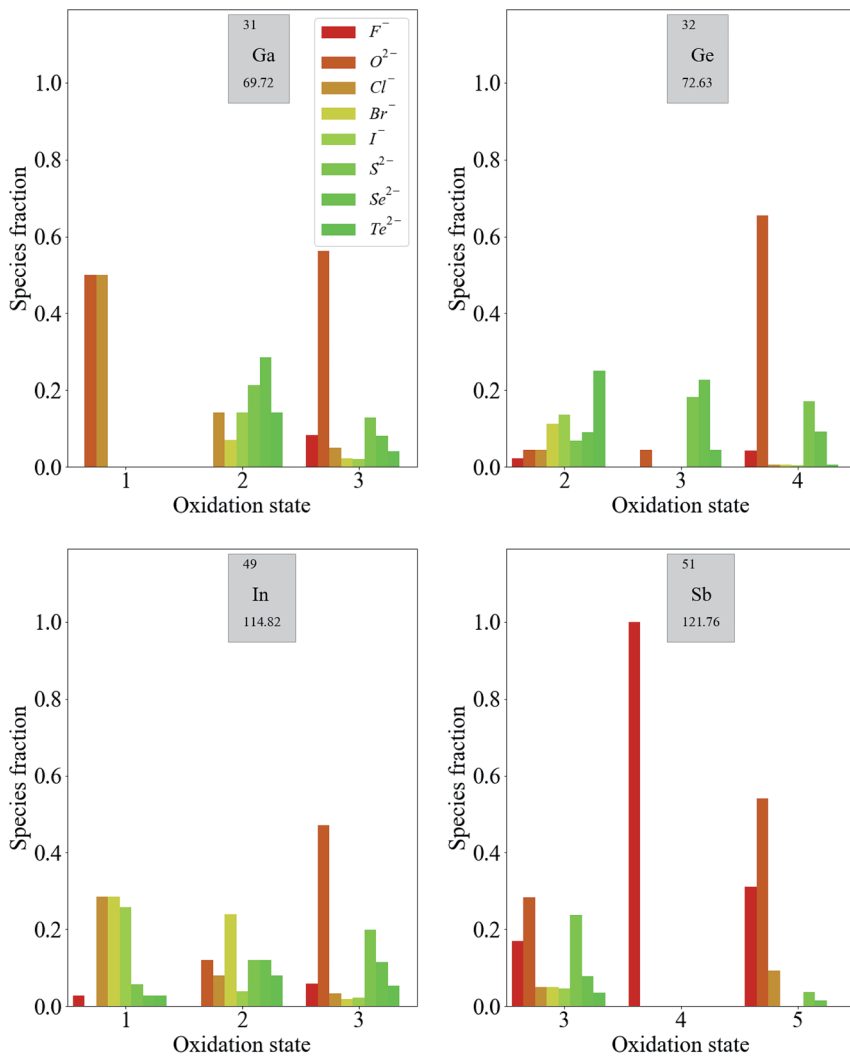 31
Ga
69.72
F⁻
O²⁻
Cl⁻
Br⁻
I⁻
S²⁻
Se²⁻
Te²⁻
Species fraction
1.0
0.8
0.6
0.4
0.2
0.0
1 2 3
Oxidation state
32
Ge
72.63
Species fraction
1.0
0.8
0.6
0.4
0.2
0.0
2 3 4
Oxidation state
49
In
114.82
Species fraction
1.0
0.8
0.6
0.4
0.2
0.0
1 2 3
Oxidation state
51
Sb
121.76
Species fraction
1.0
0.8
0.6
0.4
0.2
0.0
3 4 5
Oxidation state